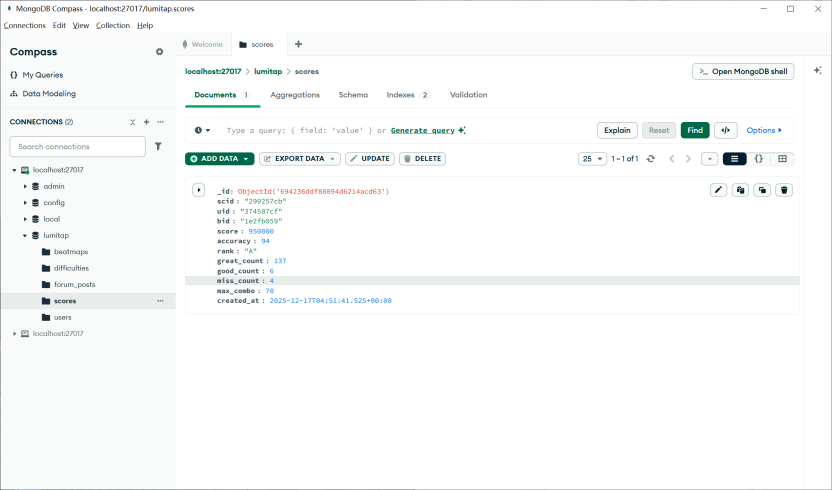 MongoDB Compass - localhost:27017/lumitap.scores
Connections Edit View Collection Help
Compass
My Queries
Data Modeling
CONNECTIONS (2)
Search connections
localhost:27017
admin
config
local
lumitap
beatmaps
difficulties
forum_posts
scores
users
localhost:27017
Welcome
scores
localhost:27017 > lumitap > scores
>_ Open MongoDB shell
Documents 1 Aggregations Schema Indexes 2 Validation
Type a query: { field: 'value' } or Generate query
Explain Reset Find </> Options
ADD DATA EXPORT DATA UPDATE DELETE
25 1 – 1 of 1 {}
_id: ObjectId('694236ddf88094d6214acd63')
scid : "299257cb"
uid : "374587cf"
bid : "1e2fb059"
score : 950000
accuracy : 94
rank : "A"
great_count : 137
good_count : 6
miss_count : 4
max_combo : 70
created_at : 2025-12-17T04:51:41.525+00:00